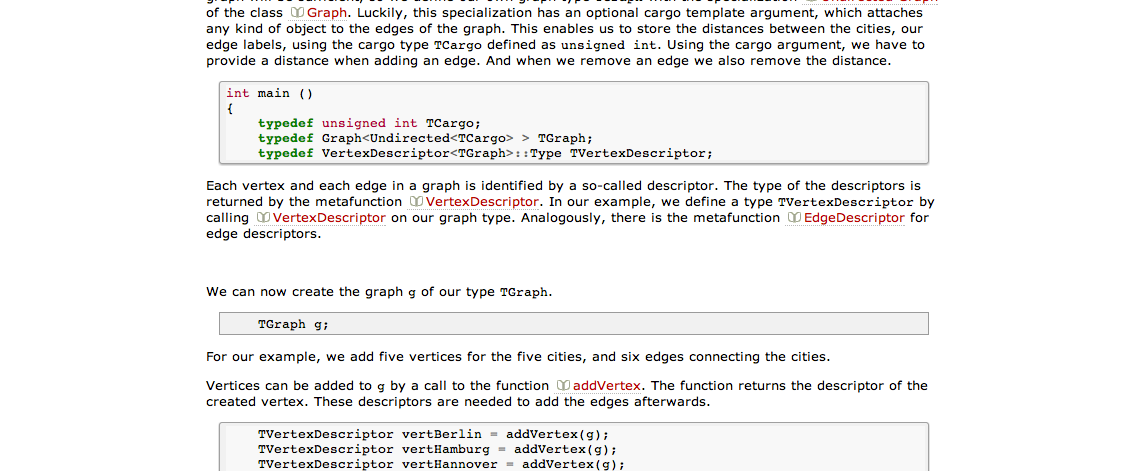 of the class Graph. Luckily, this specialization has an optional cargo template argument, which attaches
any kind of object to the edges of the graph. This enables us to store the distances between the cities, our
edge labels, using the cargo type TCargo defined as unsigned int. Using the cargo argument, we have to
provide a distance when adding an edge. And when we remove an edge we also remove the distance.
int main ()
{
    typedef unsigned int TCargo;
    typedef Graph<Undirected<TCargo> > TGraph;
    typedef VertexDescriptor<TGraph>::Type TVertexDescriptor;
Each vertex and each edge in a graph is identified by a so-called descriptor. The type of the descriptors is
returned by the metafunction VertexDescriptor. In our example, we define a type TVertexDescriptor by
calling VertexDescriptor on our graph type. Analogously, there is the metafunction EdgeDescriptor for
edge descriptors.
We can now create the graph g of our type TGraph.
    TGraph g;
For our example, we add five vertices for the five cities, and six edges connecting the cities.
Vertices can be added to g by a call to the function addVertex. The function returns the descriptor of the
created vertex. These descriptors are needed to add the edges afterwards.
    TVertexDescriptor vertBerlin = addVertex(g);
    TVertexDescriptor vertHamburg = addVertex(g);
    TVertexDescriptor vertHannover = addVertex(g);